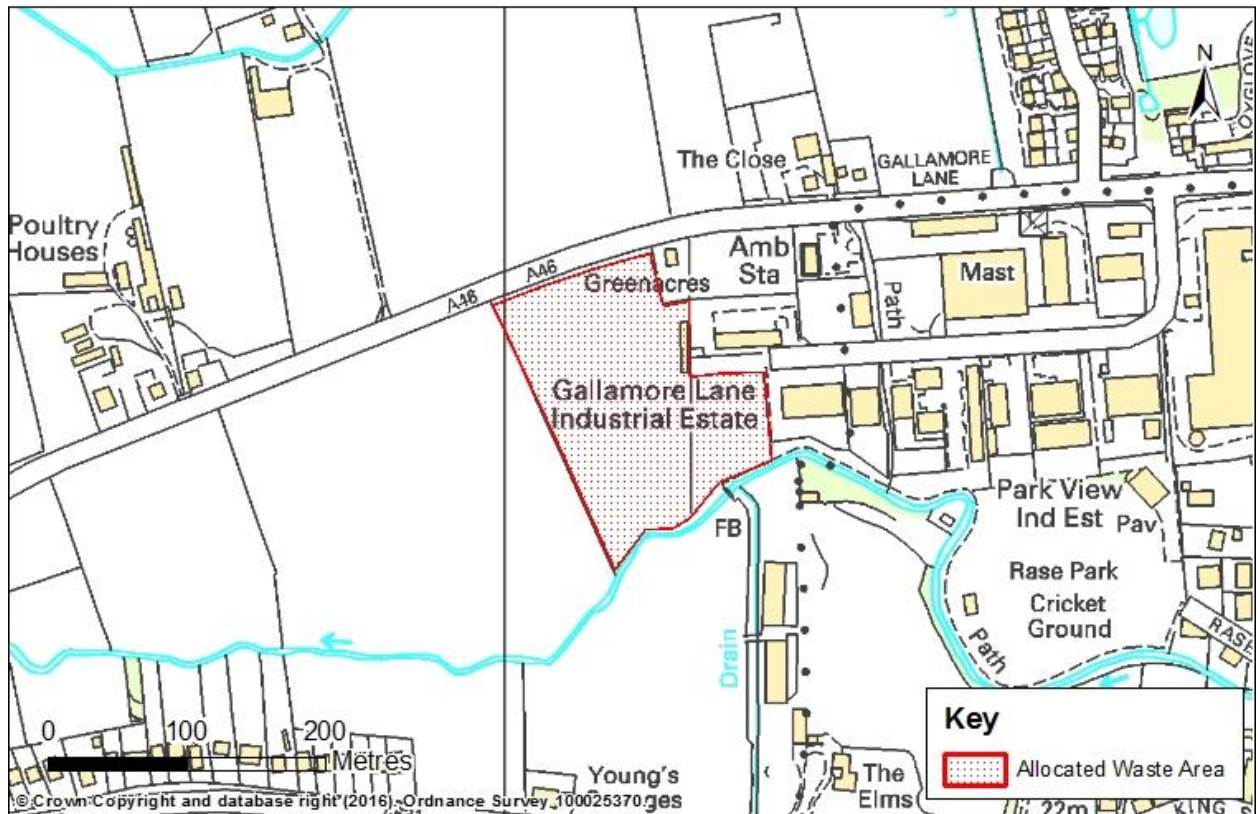 N
FOXGLOVE
The Close
GALLAMORE
LANE
Poultry
Houses
A46
A46
Greenacres
Amb
Sta
Mast
Path
Gallamore Lane
Industrial Estate
Park View
Ind Est
Pav
FB
Rase Park
Cricket
Ground
Path
RASE
Drain
Key
Allocated Waste Area
0 100 200
Metres
Young's
The
Elms
22m
KING
© Crown Copyright and database right (2016). Ordnance Survey 100025370.